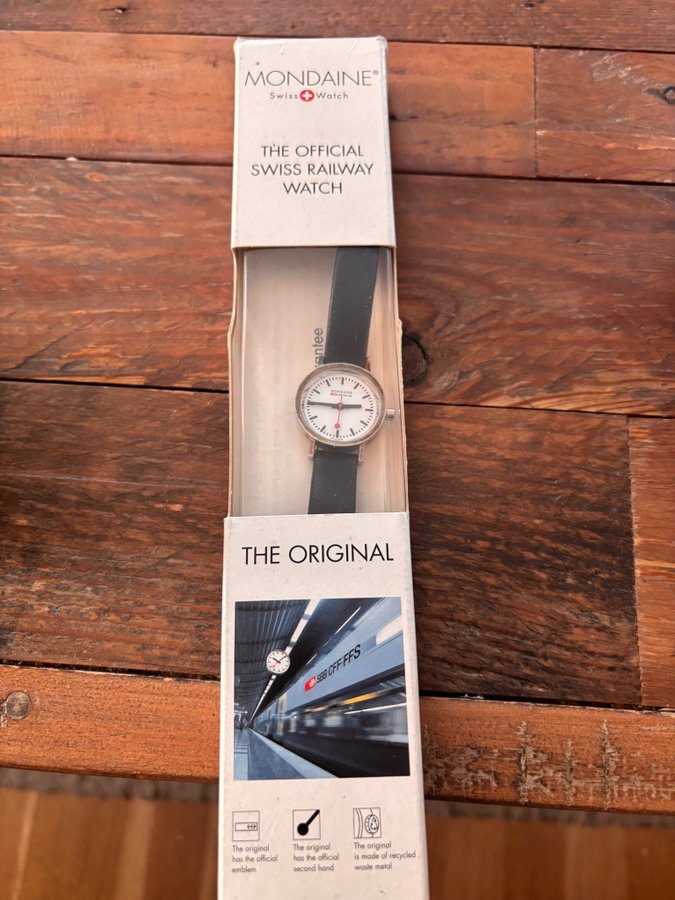 MONDAINE®
Swiss Watch
THE OFFICIAL
SWISS RAILWAY
WATCH
antee
MONDAINE
THE ORIGINAL
SBB CFF FFS
The original
has the official
emblem
The original
has the official
second hand
The original
is made of recycled
waste metal